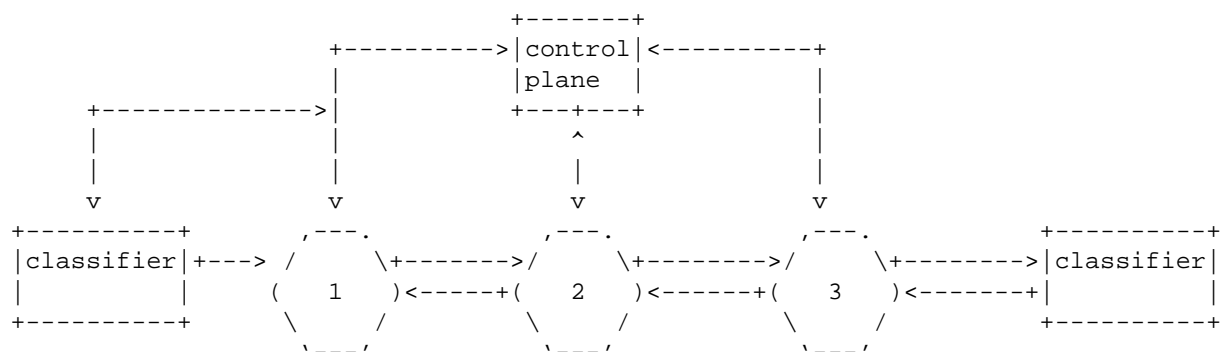 control
plane
classifier
1
2
3
classifier